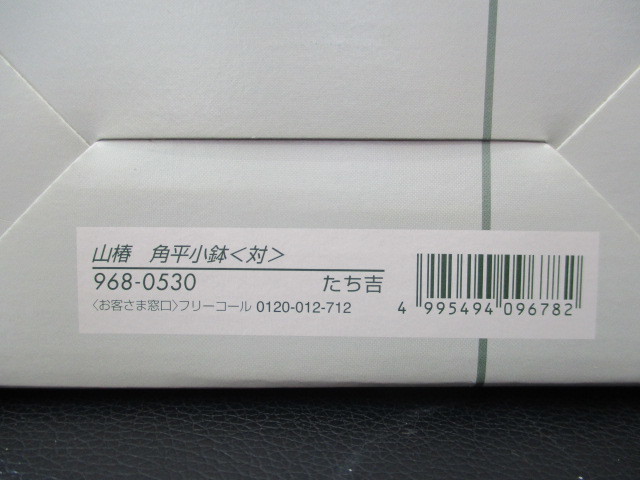 山椿　角平小鉢<対>
968-0530　たち吉
〈お客さま窓口〉フリーコール 0120-012-712
4 995494 096782